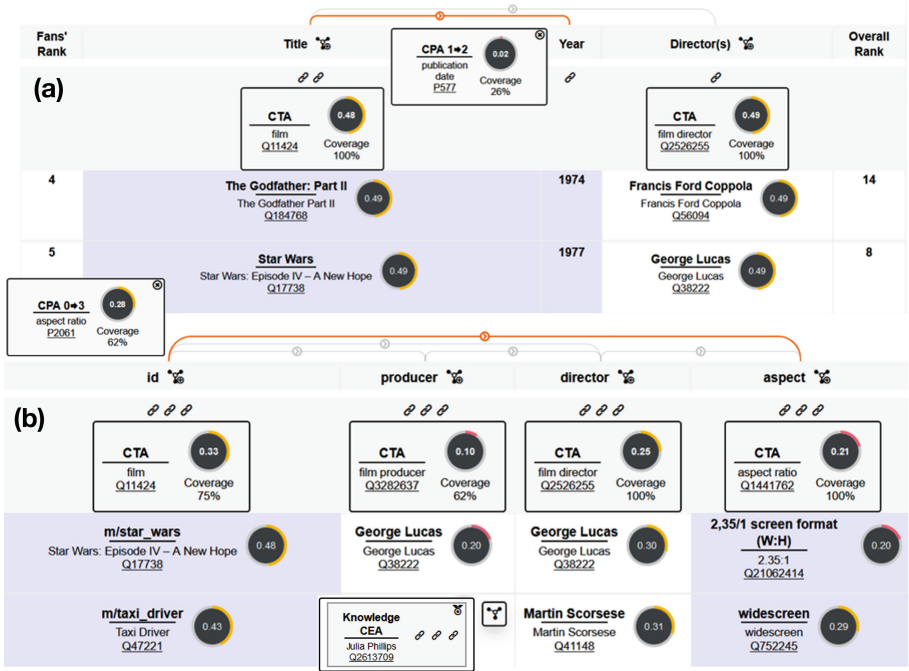 Fans' Rank
Title
Year
Director(s)
Overall Rank
(a)
CPA 1➜2
publication date
P577
0.02
Coverage
26%
CTA
film
Q11424
0.48
Coverage
100%
CTA
film director
Q2526255
0.49
Coverage
100%
4
The Godfather: Part II
The Godfather Part II
Q184768
0.49
1974
Francis Ford Coppola
Francis Ford Coppola
Q56094
0.49
14
5
Star Wars
Star Wars: Episode IV – A New Hope
Q17738
0.49
1977
George Lucas
George Lucas
Q38222
0.49
8
CPA 0➜3
aspect ratio
P2061
0.28
Coverage
62%
id
producer
director
aspect
(b)
CTA
film
Q11424
0.33
Coverage
75%
CTA
film producer
Q3282637
0.10
Coverage
62%
CTA
film director
Q2526255
0.25
Coverage
100%
CTA
aspect ratio
Q1441762
0.21
Coverage
100%
m/star_wars
Star Wars: Episode IV – A New Hope
Q17738
0.48
George Lucas
George Lucas
Q38222
0.20
George Lucas
George Lucas
Q38222
0.30
2,35/1 screen format
(W:H)
2.35:1
Q21062414
0.20
m/taxi_driver
Taxi Driver
Q47221
0.43
Knowledge
CEA
Julia Phillips
Q2613709
Martin Scorsese
Martin Scorsese
Q41148
0.31
widescreen
widescreen
Q752245
0.29